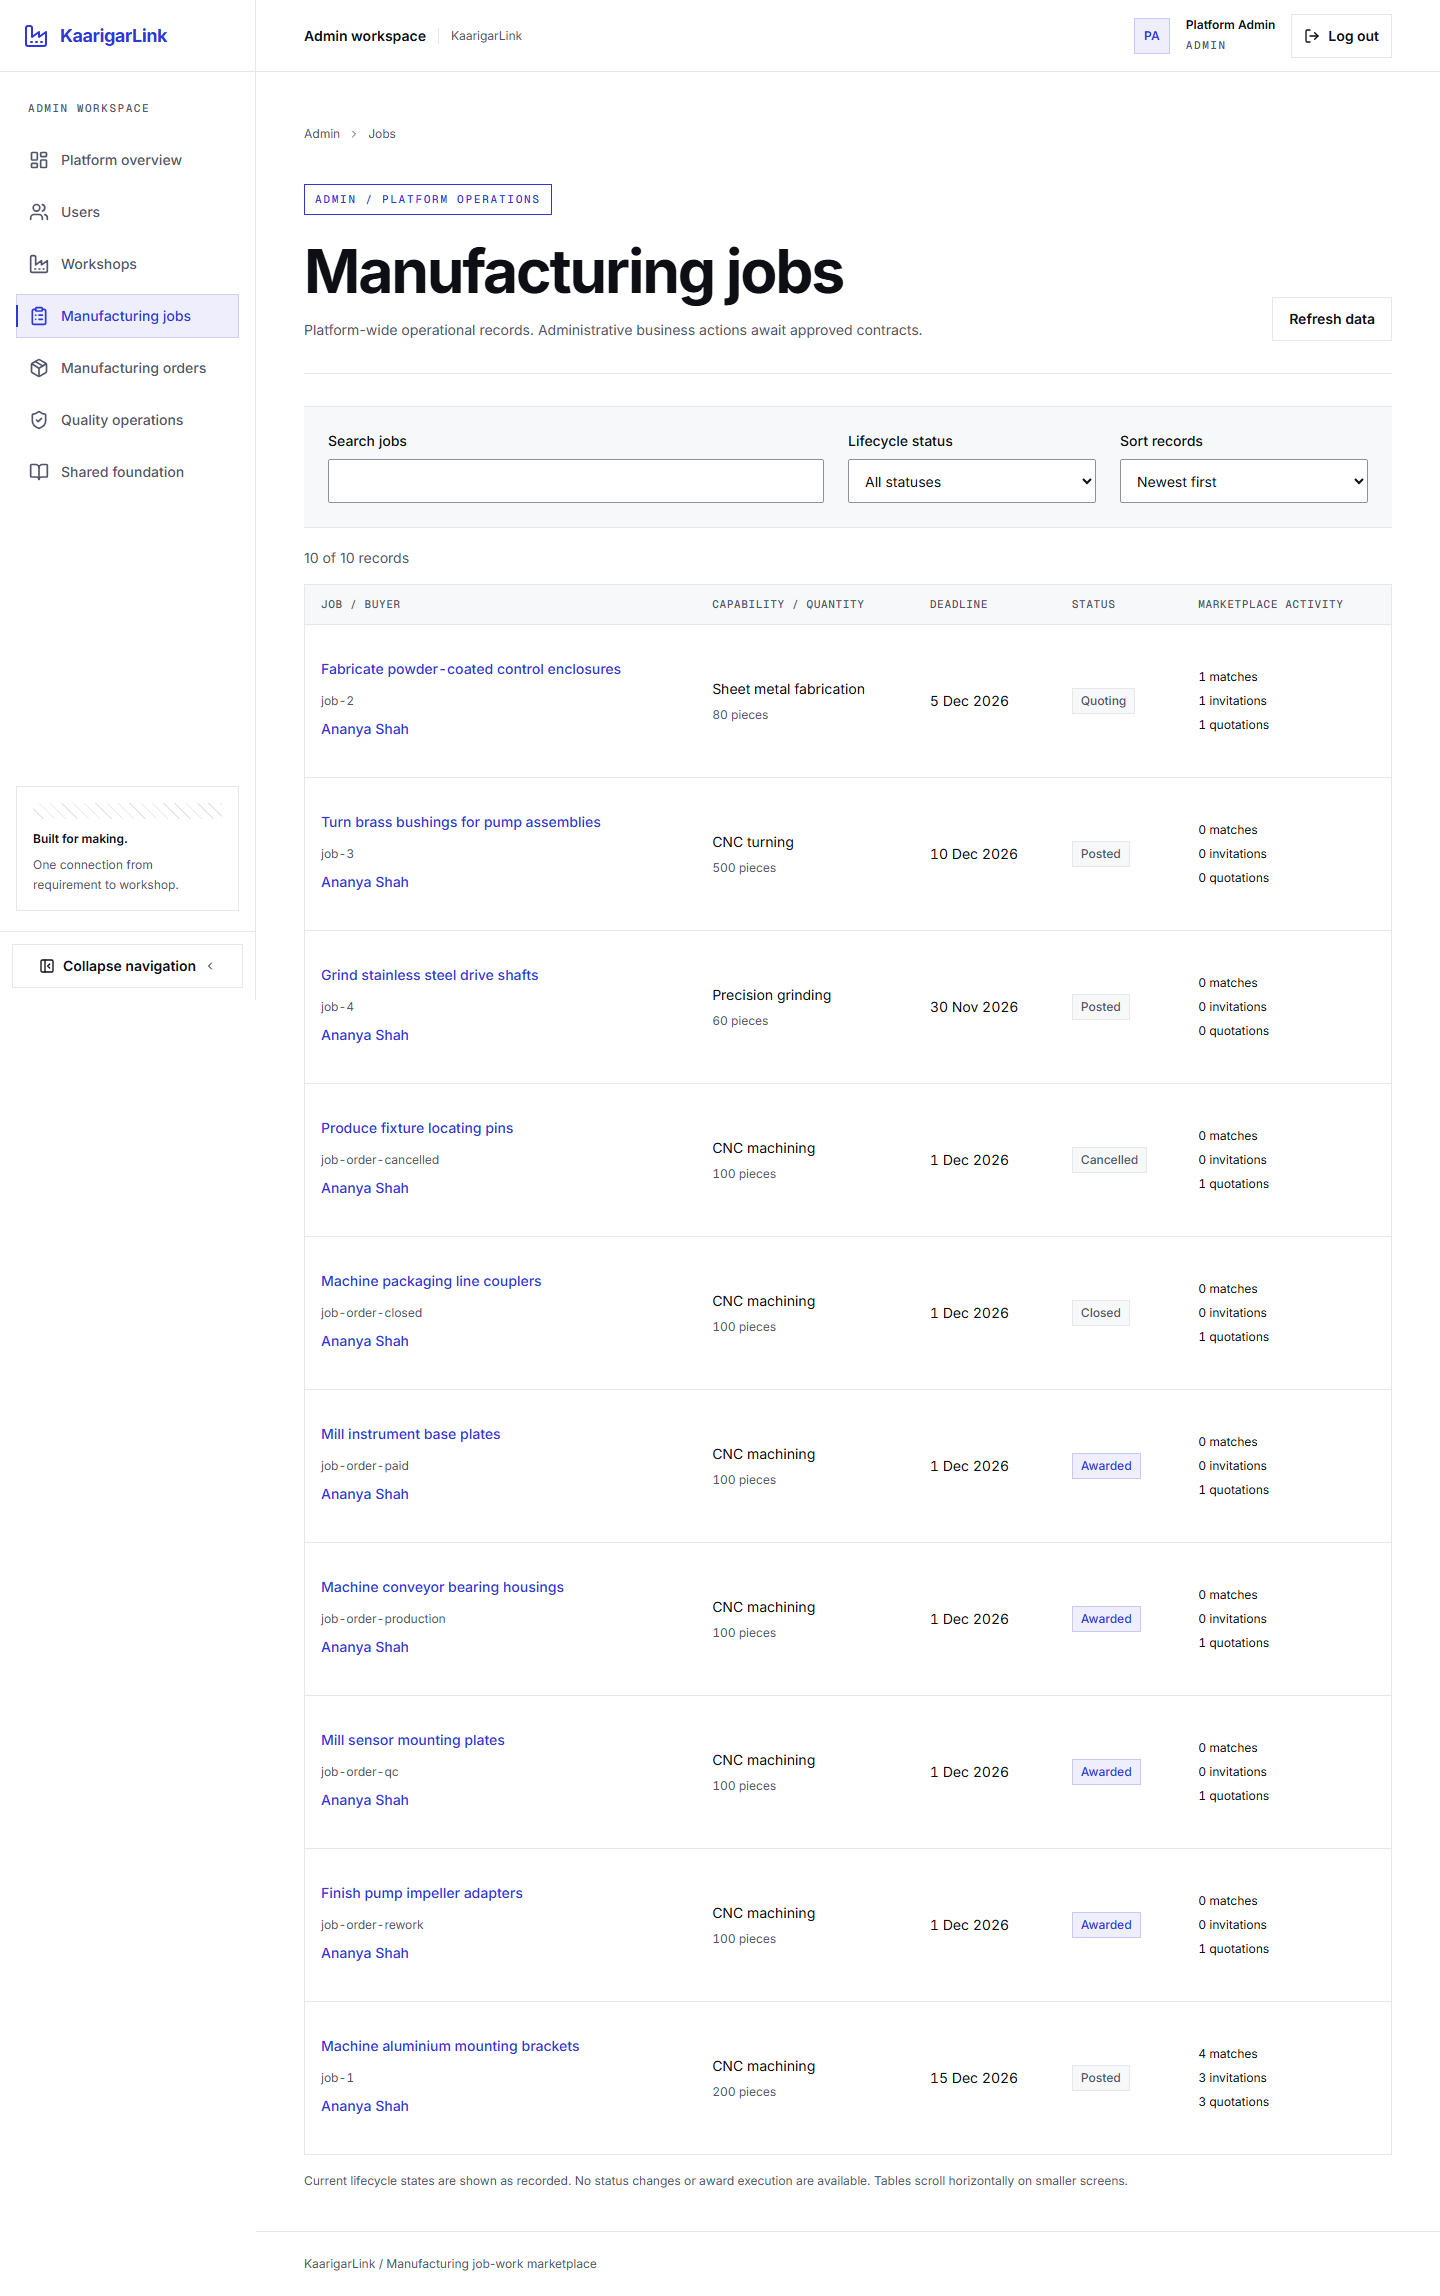 KaarigarLink
Admin workspace
KaarigarLink
PA
Platform Admin
ADMIN
Log out
ADMIN WORKSPACE
Platform overview
Users
Workshops
Manufacturing jobs
Manufacturing orders
Quality operations
Shared foundation
Built for making.
One connection from
requirement to workshop.
Collapse navigation
Admin
Jobs
ADMIN / PLATFORM OPERATIONS
Manufacturing jobs
Platform-wide operational records. Administrative business actions await approved contracts.
Refresh data
Search jobs
Lifecycle status
All statuses
Sort records
Newest first
10 of 10 records
JOB / BUYER
CAPABILITY / QUANTITY
DEADLINE
STATUS
MARKETPLACE ACTIVITY
Fabricate powder-coated control enclosures
job-2
Ananya Shah
Sheet metal fabrication
80 pieces
5 Dec 2026
Quoting
1 matches
1 invitations
1 quotations
Turn brass bushings for pump assemblies
job-3
Ananya Shah
CNC turning
500 pieces
10 Dec 2026
Posted
0 matches
0 invitations
0 quotations
Grind stainless steel drive shafts
job-4
Ananya Shah
Precision grinding
60 pieces
30 Nov 2026
Posted
0 matches
0 invitations
0 quotations
Produce fixture locating pins
job-order-cancelled
Ananya Shah
CNC machining
100 pieces
1 Dec 2026
Cancelled
0 matches
0 invitations
1 quotations
Machine packaging line couplers
job-order-closed
Ananya Shah
CNC machining
100 pieces
1 Dec 2026
Closed
0 matches
0 invitations
1 quotations
Mill instrument base plates
job-order-paid
Ananya Shah
CNC machining
100 pieces
1 Dec 2026
Awarded
0 matches
0 invitations
1 quotations
Machine conveyor bearing housings
job-order-production
Ananya Shah
CNC machining
100 pieces
1 Dec 2026
Awarded
0 matches
0 invitations
1 quotations
Mill sensor mounting plates
job-order-qc
Ananya Shah
CNC machining
100 pieces
1 Dec 2026
Awarded
0 matches
0 invitations
1 quotations
Finish pump impeller adapters
job-order-rework
Ananya Shah
CNC machining
100 pieces
1 Dec 2026
Awarded
0 matches
0 invitations
1 quotations
Machine aluminium mounting brackets
job-1
Ananya Shah
CNC machining
200 pieces
15 Dec 2026
Posted
4 matches
3 invitations
3 quotations
Current lifecycle states are shown as recorded. No status changes or award execution are available. Tables scroll horizontally on smaller screens.
KaarigarLink / Manufacturing job-work marketplace